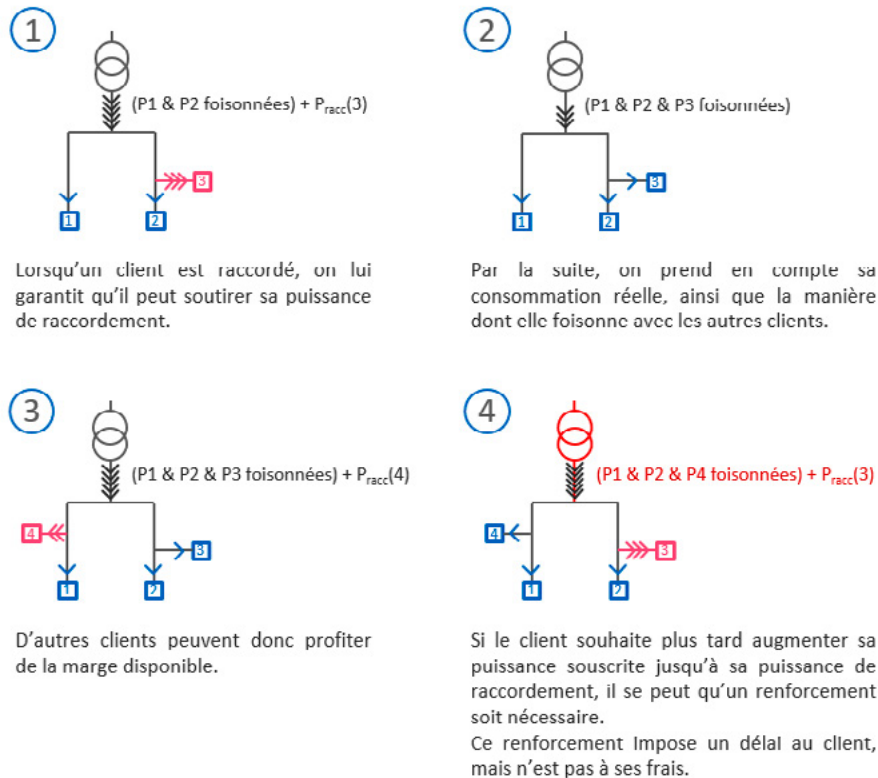 1
(P1 & P2 foisonnées) + Pracc(3)
3
1
2
Lorsqu'un client est raccordé, on lui
garantit qu'il peut soutirer sa puissance
de raccordement.
2
(P1 & P2 & P3 foisonnées)
3
1
2
Par la suite, on prend en compte sa
consommation réelle, ainsi que la manière
dont elle foisonne avec les autres clients.
3
(P1 & P2 & P3 foisonnées) + Pracc(4)
4
3
1
2
D'autres clients peuvent donc profiter
de la marge disponible.
4
(P1 & P2 & P4 foisonnées) + Pracc(3)
4
3
1
2
Si le client souhaite plus tard augmenter sa
puissance souscrite jusqu'à sa puissance de
raccordement, il se peut qu'un renforcement
soit nécessaire.
Ce renforcement impose un délai au client,
mais n'est pas à ses frais.